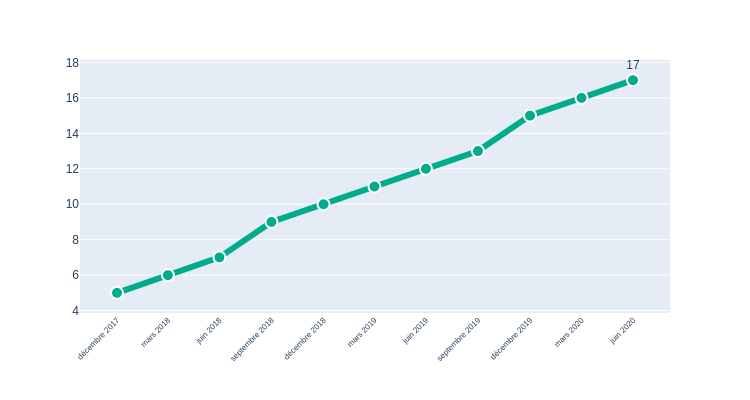 18
17
16
14
12
10
8
6
4
décembre 2017
mars 2018
juin 2018
septembre 2018
décembre 2018
mars 2019
juin 2019
septembre 2019
décembre 2019
mars 2020
juin 2020